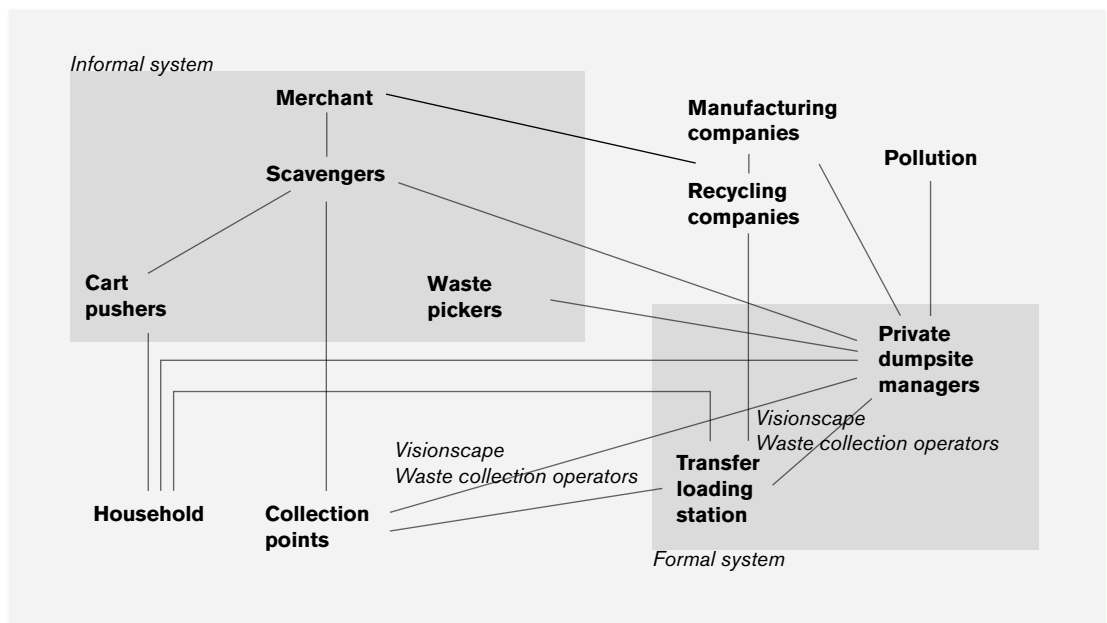 Informal system
Merchant
Manufacturing
companies
Pollution
Scavengers
Recycling
companies
Cart
pushers
Waste
pickers
Private
dumpsite
managers
Visionscape
Waste collection operators
Visionscape
Waste collection operators
Transfer
loading
station
Household
Collection
points
Formal system